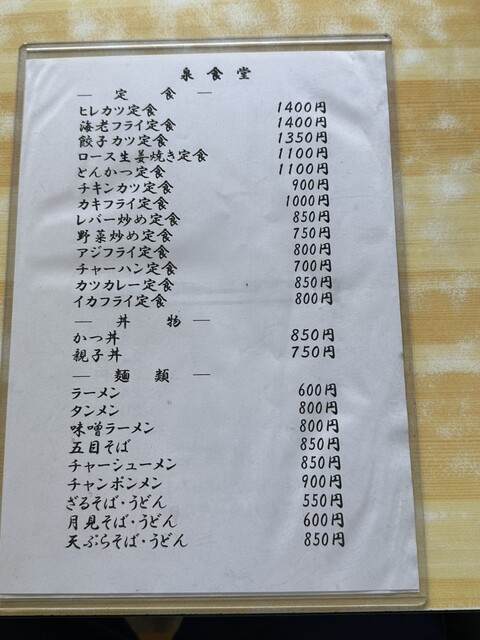 泉食堂
― 定食 ―
ヒレカツ定食 1400円
海老フライ定食 1400円
餃子カツ定食 1350円
ロース生姜焼き定食 1100円
とんかつ定食 1100円
チキンカツ定食 900円
カキフライ定食 1000円
レバー炒め定食 850円
野菜炒め定食 750円
アジフライ定食 800円
チャーハン定食 700円
カツカレー定食 850円
イカフライ定食 800円
― 丼物 ―
かつ丼 850円
親子丼 750円
― 麺類 ―
ラーメン 600円
タンメン 800円
味噌ラーメン 800円
五目そば 850円
チャーシューメン 850円
チャンポンメン 900円
ざるそば・うどん 550円
月見そば・うどん 600円
天ぷらそば・うどん 850円